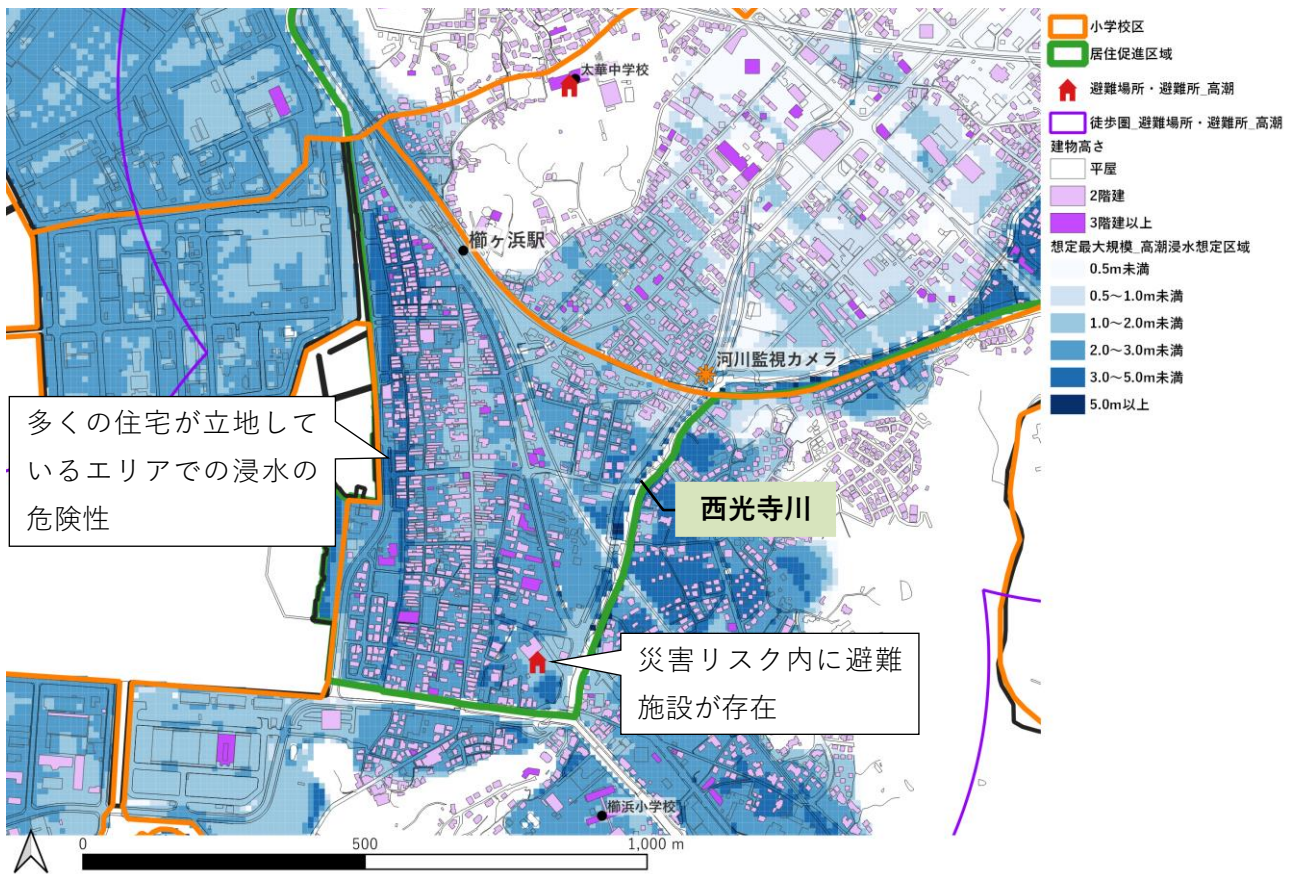 太華中学校
櫛ヶ浜駅
河川監視カメラ
多くの住宅が立地して
いるエリアでの浸水の
危険性
西光寺川
災害リスク内に避難
施設が存在
櫛浜小学校
0
500
1,000 m
小学校区
居住促進区域
避難場所・避難所_高潮
徒歩圏_避難場所・避難所_高潮
建物高さ
平屋
2階建
3階建以上
想定最大規模_高潮浸水想定区域
0.5m未満
0.5～1.0m未満
1.0～2.0m未満
2.0～3.0m未満
3.0～5.0m未満
5.0m以上